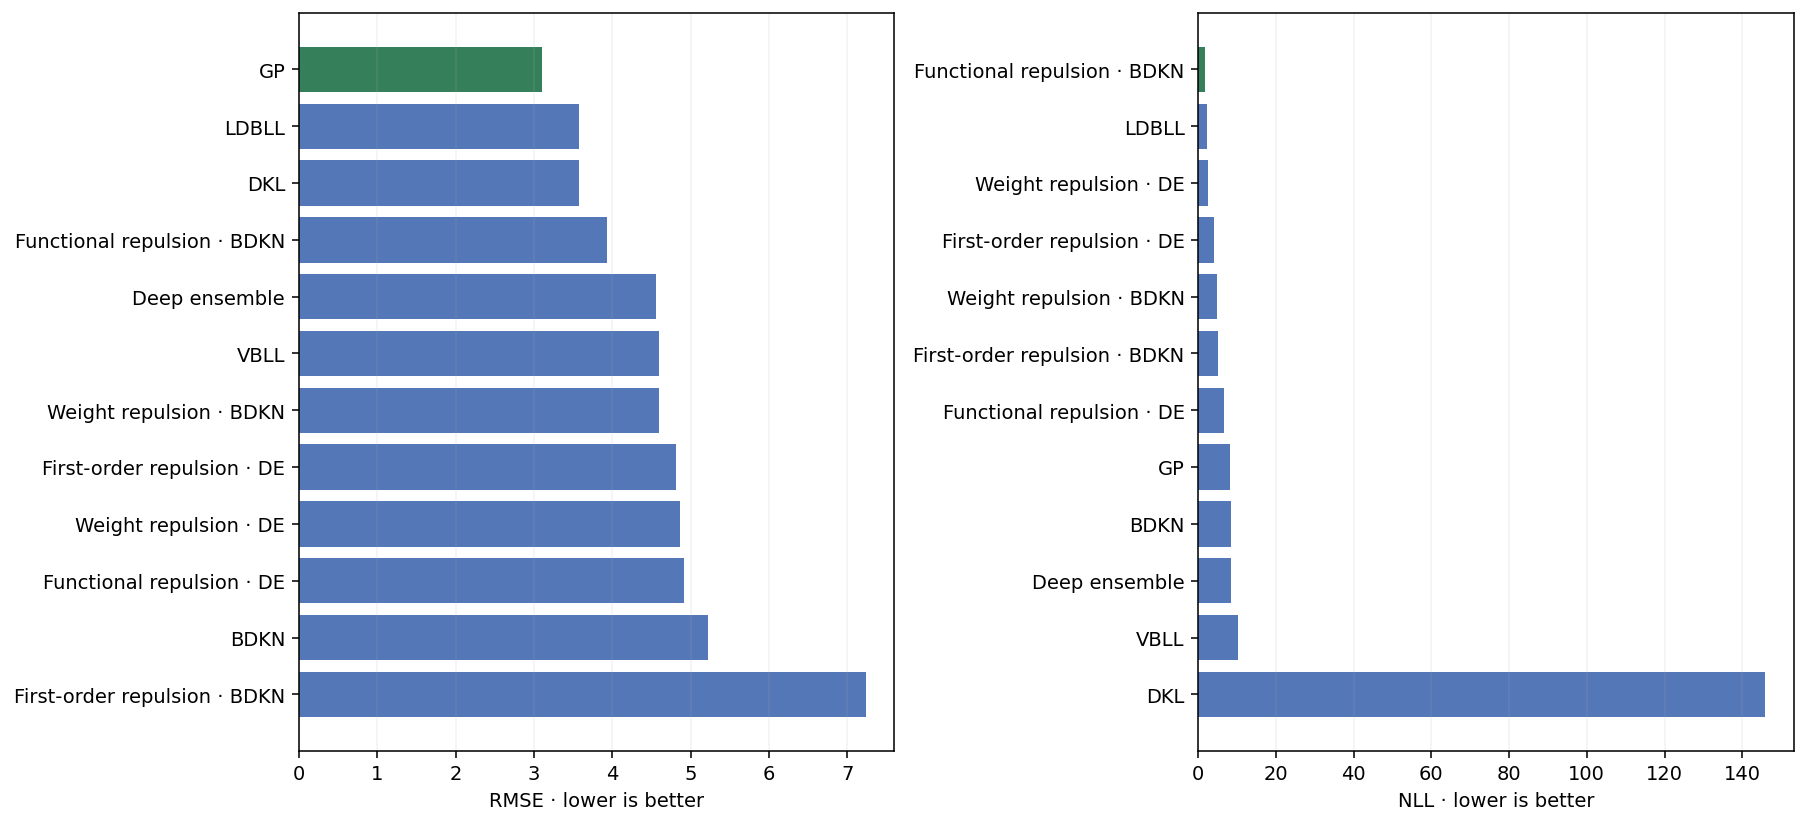 GP
LDBLL
DKL
Functional repulsion · BDKN
Deep ensemble
VBLL
Weight repulsion · BDKN
First-order repulsion · DE
Weight repulsion · DE
Functional repulsion · DE
BDKN
First-order repulsion · BDKN
0 1 2 3 4 5 6 7
RMSE · lower is better
Functional repulsion · BDKN
LDBLL
Weight repulsion · DE
First-order repulsion · DE
Weight repulsion · BDKN
First-order repulsion · BDKN
Functional repulsion · DE
GP
BDKN
Deep ensemble
VBLL
DKL
0 20 40 60 80 100 120 140
NLL · lower is better